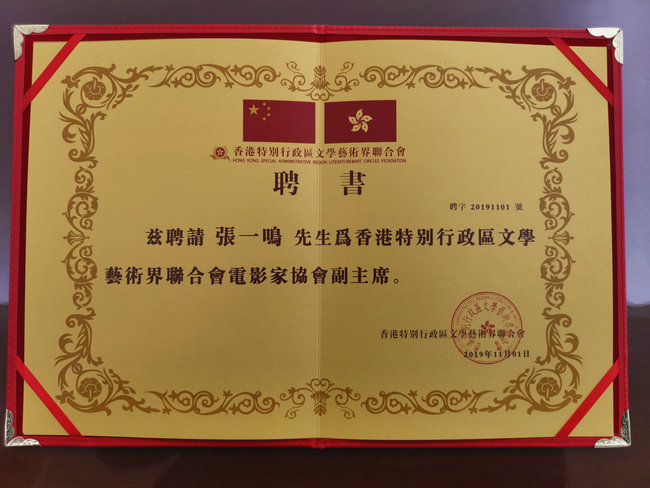 香港特别行政區文學藝術界聯合會
HONG KONG SPECIAL ADMINISTRATIVE REGION LITERATURE&ART CIRCLES FEDERATION
聘 書
聘字 20191101 號
兹聘請 張一鳴 先生爲香港特别行政區文學
藝術界聯合會電影家協會副主席。
香港特别行政區文學藝術界聯合會
2019年11月01日